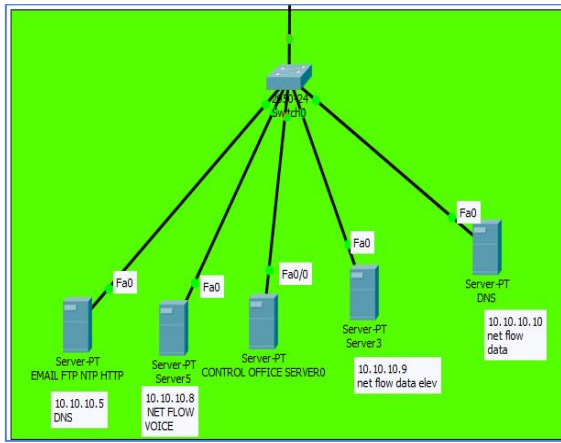 2950-24
Switch0
Fa0
Fa0
Fa0
Fa0/0
Fa0
Server-PT
DNS
10.10.10.10
net flow
data
Server-PT
Server3
10.10.10.9
net flow data elev
Server-PT
EMAIL FTP NTP HTTP
10.10.10.5
DNS
Server-PT
Server5
10.10.10.8
NET FLOW
VOICE
Server-PT
CONTROL OFFICE SERVER0